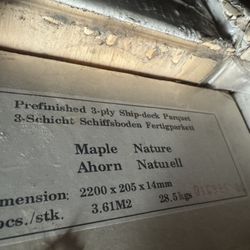 Prefinished 3-ply Ship-deck Parquet
3-Schicht Schiffsboden Fertigparkett
Maple Nature
Ahorn Naturell
imension: 2200 x 205 x 14mm
pcs./stk. 3.61M2 28.5kgs